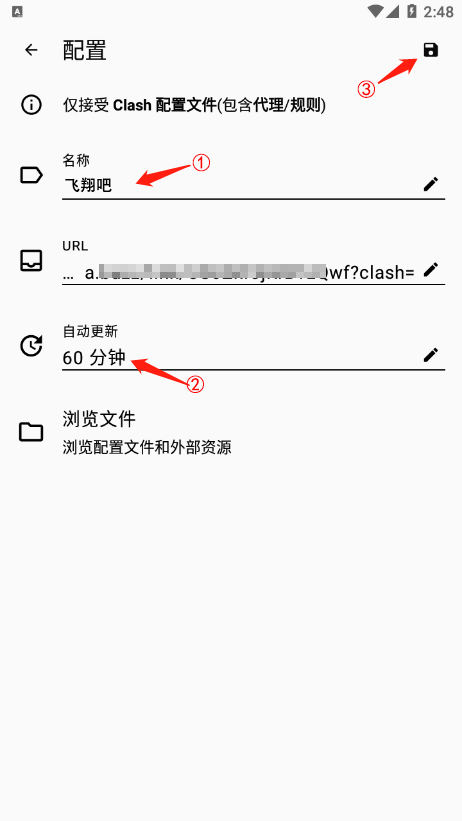 2:48
配置
③
仅接受 Clash 配置文件(包含代理/规则)
名称
①
飞翔吧
URL
... a.
wf?clash=
自动更新
60 分钟
②
浏览文件
浏览配置文件和外部资源